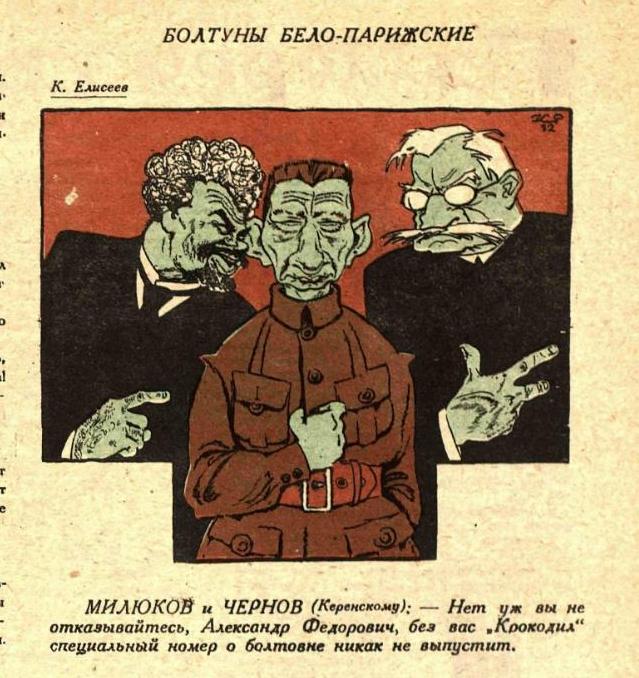 БОЛТУНЫ БЕЛО-ПАРИЖСКИЕ
К. Елисеев
32
МИЛЮКОВ и ЧЕРНОВ (Керенскому): — Нет уж вы не
отказывайтесь, Александр Федорович, без вас „Крокодил“
специальный номер о болтовне никак не выпустит.